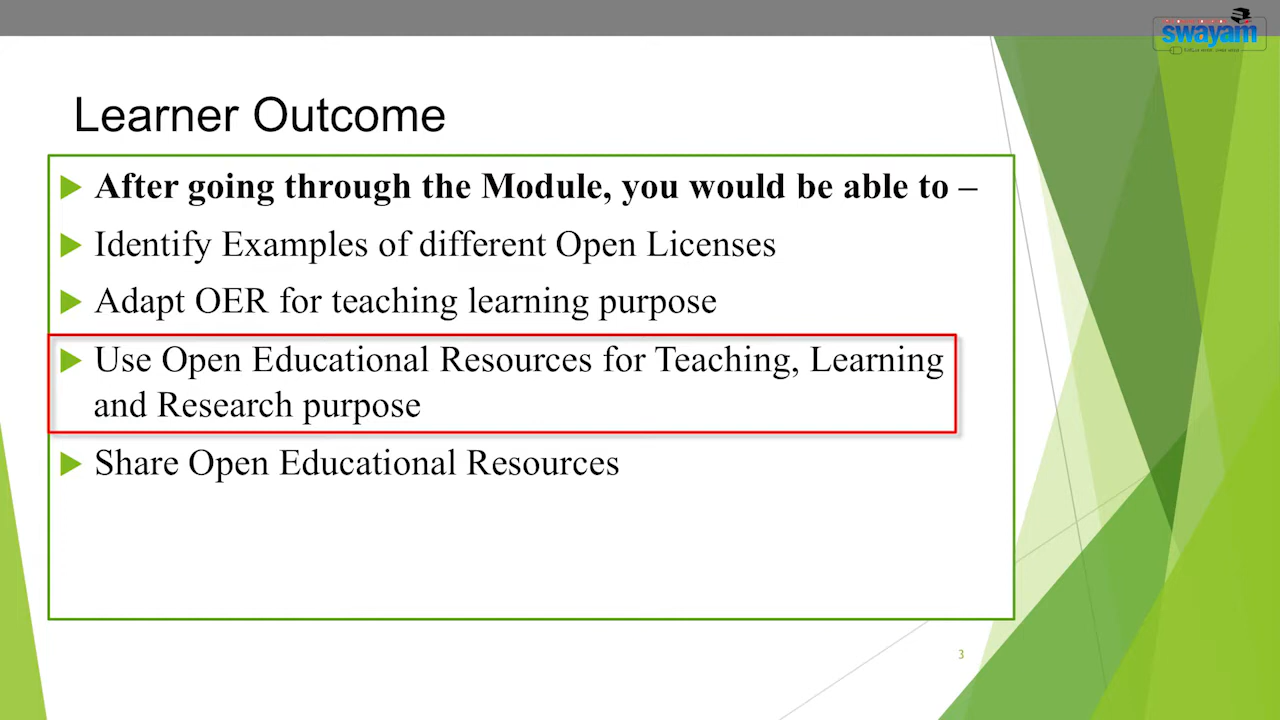 swayam
Learner Outcome
After going through the Module, you would be able to –
Identify Examples of different Open Licenses
Adapt OER for teaching learning purpose
Use Open Educational Resources for Teaching, Learning
and Research purpose
Share Open Educational Resources
3